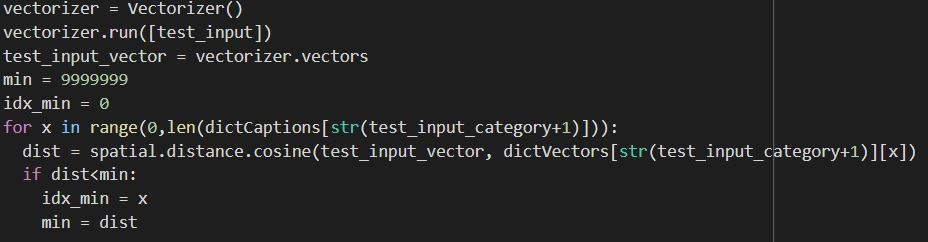 vectorizer = Vectorizer()
vectorizer.run([test_input])
test_input_vector = vectorizer.vectors
min = 9999999
idx_min = 0
for x in range(0,len(dictCaptions[str(test_input_category+1)])):
  dist = spatial.distance.cosine(test_input_vector, dictVectors[str(test_input_category+1)][x])
  if dist<min:
    idx_min = x
    min = dist